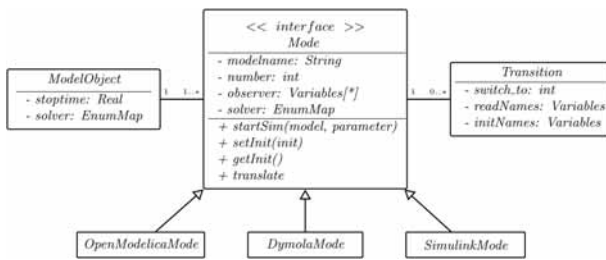 << interface >>
Mode
- modelname: String
- number: int
- observer: Variables[*]
- solver: EnumMap
+ startSim(model, parameter)
+ setInit(init)
+ getInit()
+ translate
ModelObject
- stoptime: Real
- solver: EnumMap
1 1..*
1 0..*
Transition
- switch_to: int
- readNames: Variables
- initNames: Variables
OpenModelicaMode
DymolaMode
SimulinkMode